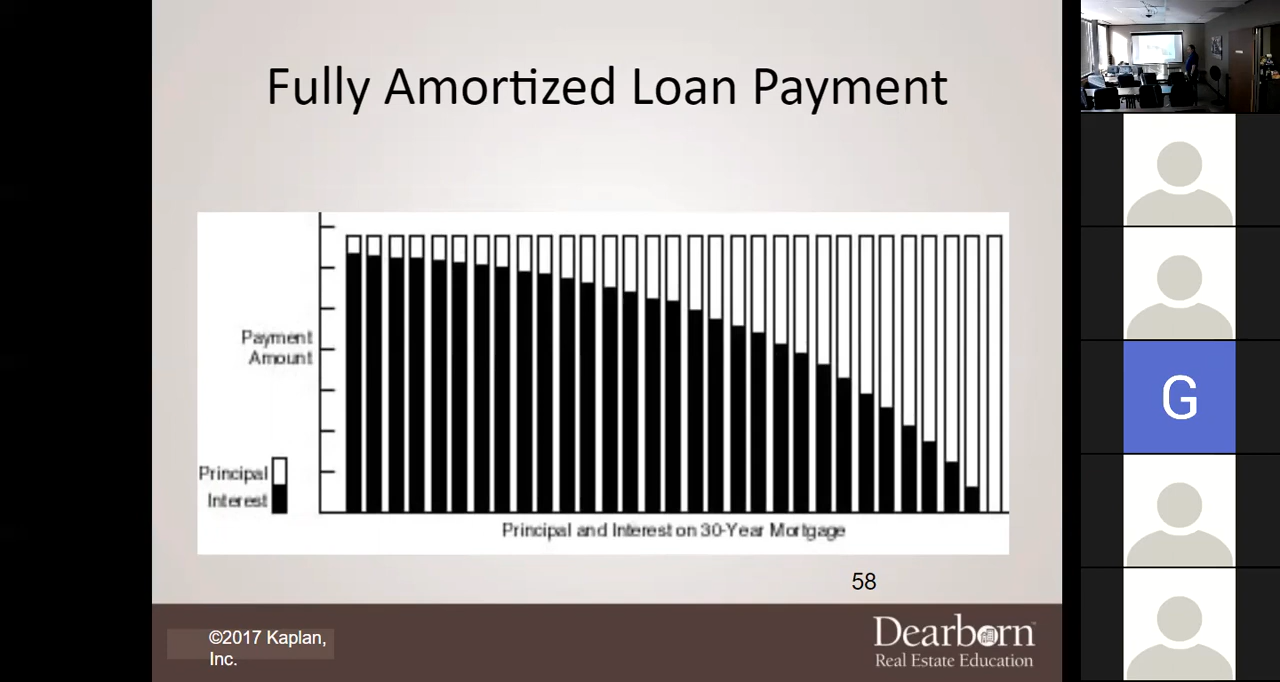 Fully Amortized Loan Payment
Payment
Amount
Principal
Interest
Principal and Interest on 30-Year Mortgage
58
©2017 Kaplan,
Inc.
Dearborn™
Real Estate Education
G